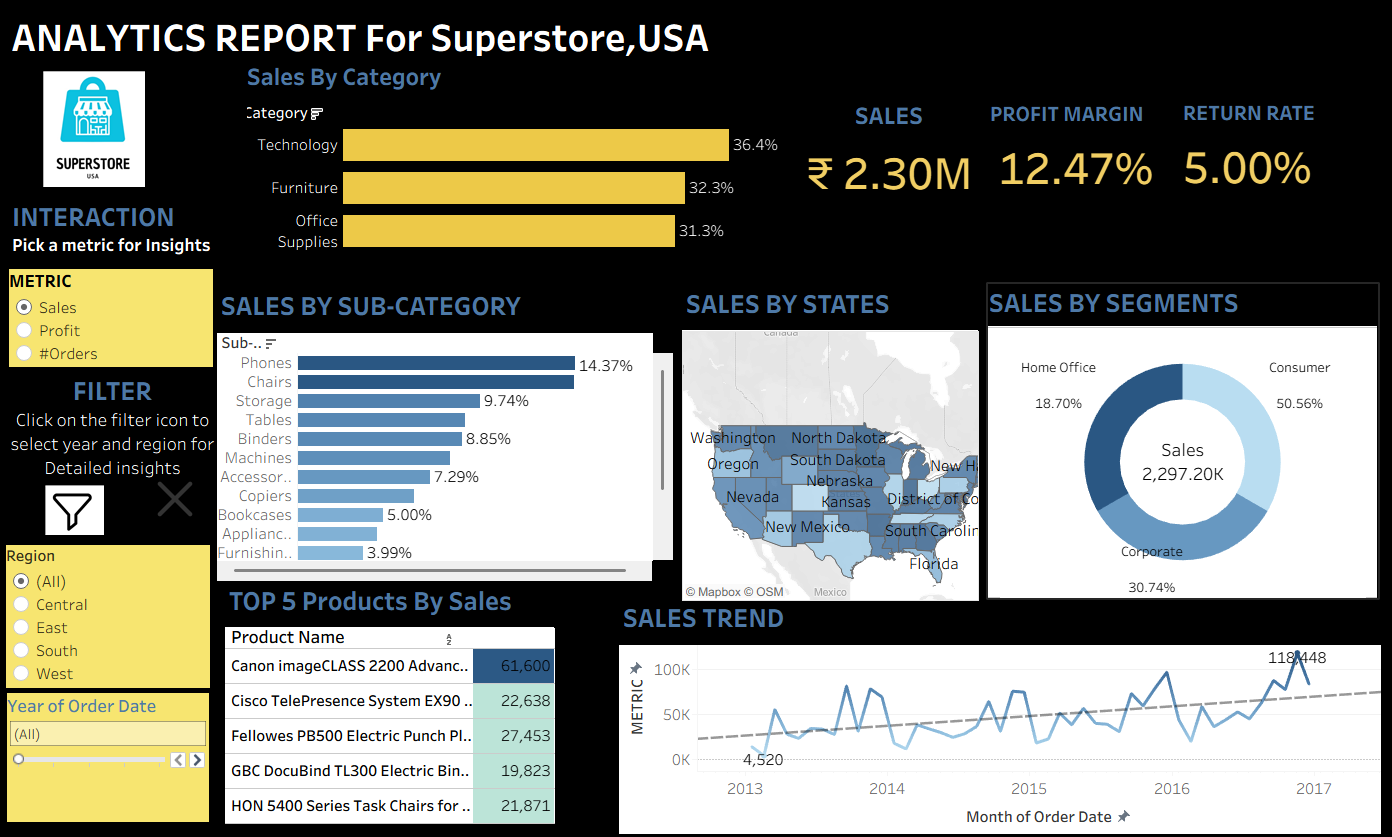 ANALYTICS REPORT For Superstore,USA
SUPERSTORE
USA
Sales By Category
Category
Technology 36.4%
Furniture 32.3%
Office
Supplies 31.3%
SALES
₹ 2.30M
PROFIT MARGIN
12.47%
RETURN RATE
5.00%
INTERACTION
Pick a metric for Insights
METRIC
Sales
Profit
#Orders
FILTER
Click on the filter icon to
select year and region for
Detailed insights
Region
(All)
Central
East
South
West
Year of Order Date
(All)
SALES BY SUB-CATEGORY
Sub-..
Phones 14.37%
Chairs
Storage 9.74%
Tables
Binders 8.85%
Machines
Accessor.. 7.29%
Copiers
Bookcases 5.00%
Applianc..
Furnishin.. 3.99%
SALES BY STATES
Canada
Washington North Dakota
Oregon South Dakota New Ha
Nebraska
Nevada Kansas District of Co
New Mexico South Carolin
Florida
© Mapbox © OSM Mexico
SALES BY SEGMENTS
Home Office
18.70%
Consumer
50.56%
Sales
2,297.20K
Corporate
30.74%
TOP 5 Products By Sales
Product Name
Canon imageCLASS 2200 Advanc.. 61,600
Cisco TelePresence System EX90 .. 22,638
Fellowes PB500 Electric Punch Pl.. 27,453
GBC DocuBind TL300 Electric Bin.. 19,823
HON 5400 Series Task Chairs for .. 21,871
SALES TREND
METRIC
100K
50K
0K
118,448
4,520
2013 2014 2015 2016 2017
Month of Order Date